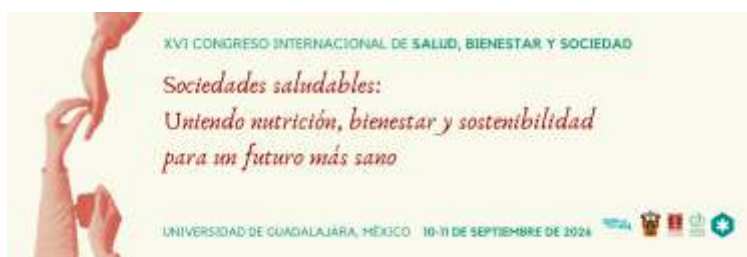 XVI CONGRESO INTERNACIONAL DE SALUD, BIENESTAR Y SOCIEDAD
Sociedades saludables:
Uniendo nutrición, bienestar y sostenibilidad
para un futuro más sano
UNIVERSIDAD DE GUADALAJARA, MÉXICO 10-11 DE SEPTIEMBRE DE 2026